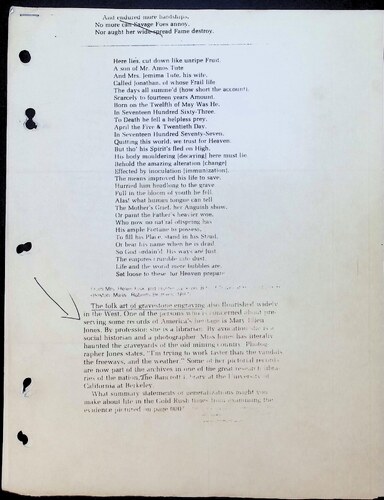 And endured more hardships,
No more can Savage Foes annoy,
Nor aught her wide-spread Fame destroy.
Here lies, cut down like unripe Fruit,
A son of Mr. Amos Tute
And Mrs. Jemima Tute, his wife,
Called Jonathan, of whose Frail life
The days all summe'd (how short the account),
Scarcely to fourteen years Amount.
Born on the Twelfth of May Was He,
In Seventeen Hundred Sixty-Three.
To Death he fell a helpless prey,
April the Five & Twentieth Day,
In Seventeen Hundred Seventy-Seven,
Quitting this world, we trust for Heaven.
But tho' his Spirit's fled on High,
His body mouldering [decaying] here must lie.
Behold the amazing alteration [change]
Effected by inoculation [immunization].
The means improved his life to save,
Hurried him headlong to the grave
Full in the bloom of youth he fell.
Alas! what human tongue can tell
The Mother's Grief, her Anguish show,
Or paint the Father's heavier woe,
Who now no natural offspring has
His ample Fortune to possess,
To fill his Place, stand in his Stead,
Or bear his name when he is dead
So God ordain'd His ways are Just
The empires crumble into dust,
Life and the world mere bubbles are
Sat loose to these for Heaven prepare
The folk art of gravestone engraving also flourished widely
in the West. One of the persons who is concerned about pre-
serving some records of America's heritage is Mary Ellen
Jones. By profession she is a librarian. By avocation she is a
social historian and a photographer. Miss Jones has literally
haunted the graveyards of the old mining country. Photog-
rapher Jones states, "I'm trying to work faster than the vandals
the freeways, and the weather." Some of her pictorial records
are now part of the archives in one of the great research libra-
ries of the nation, The Bancroft Library at the University of
California at Berkeley.
What summary statements or generalizations might you
make about life in the Gold Rush times from examining the
evidence pictured on page 800?